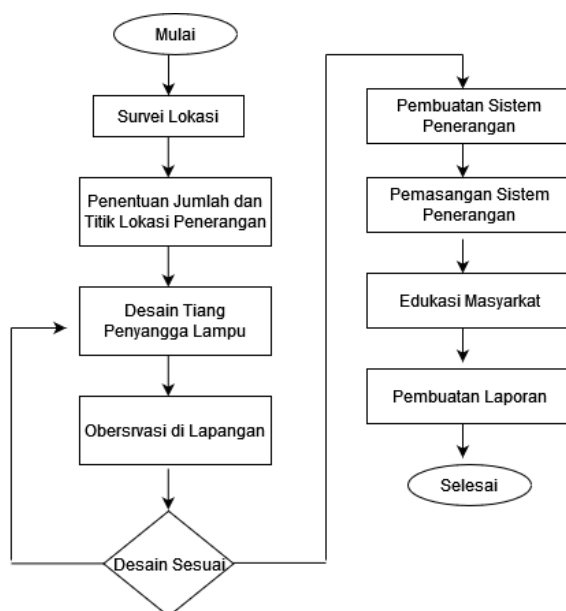 Mulai
Survei Lokasi
Penentuan Jumlah dan
Titik Lokasi Penerangan
Desain Tiang
Penyangga Lampu
Obersrvasi di Lapangan
Desain Sesuai
Pembuatan Sistem
Penerangan
Pemasangan Sistem
Penerangan
Edukasi Masyarkat
Pembuatan Laporan
Selesai